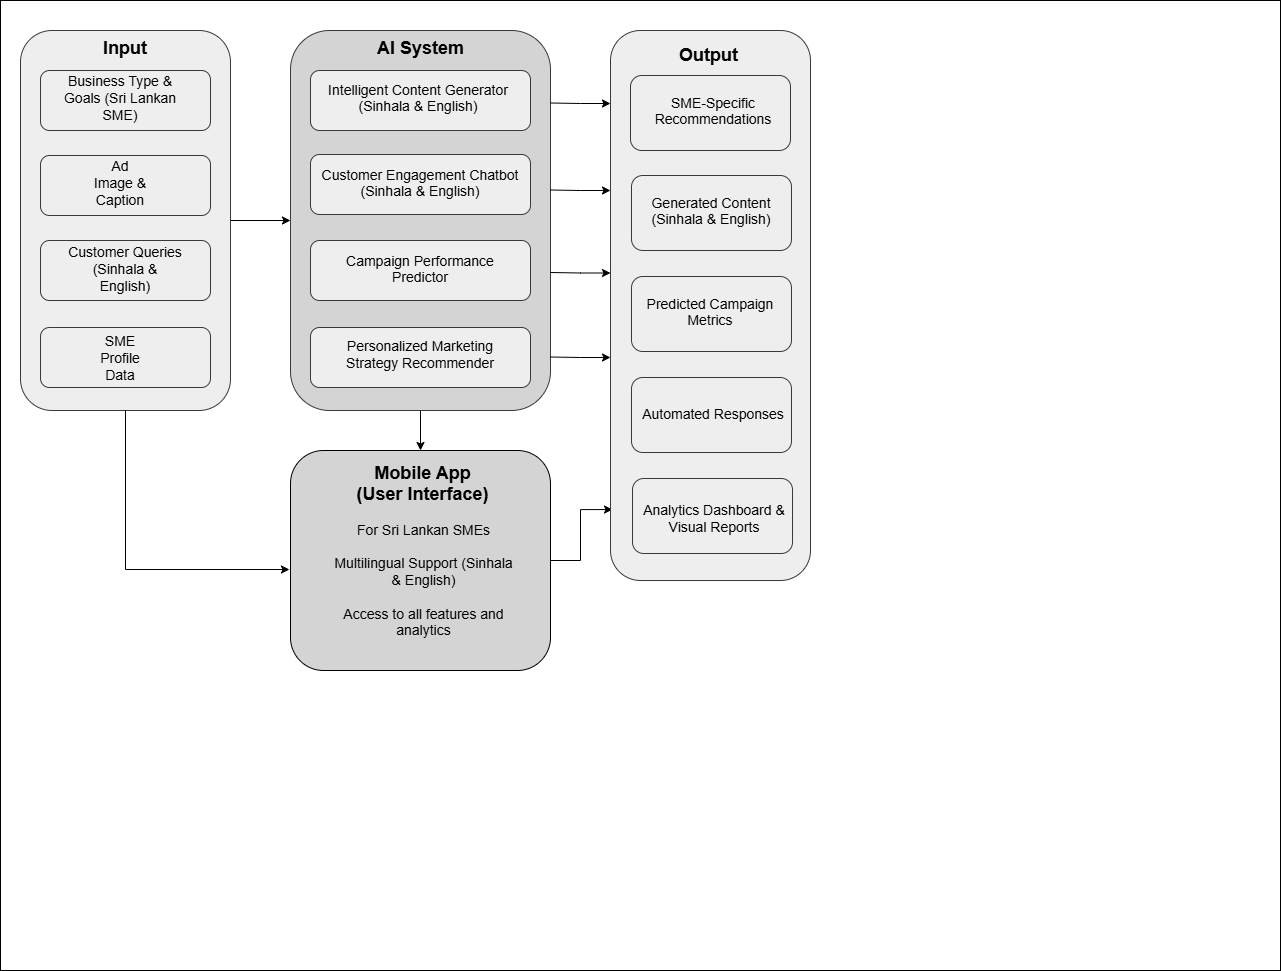 Input
Business Type &
Goals (Sri Lankan
SME)
Ad
Image &
Caption
Customer Queries
(Sinhala &
English)
SME
Profile
Data
AI System
Intelligent Content Generator
(Sinhala & English)
Customer Engagement Chatbot
(Sinhala & English)
Campaign Performance
Predictor
Personalized Marketing
Strategy Recommender
Mobile App
(User Interface)
For Sri Lankan SMEs
Multilingual Support (Sinhala
& English)
Access to all features and
analytics
Output
SME-Specific
Recommendations
Generated Content
(Sinhala & English)
Predicted Campaign
Metrics
Automated Responses
Analytics Dashboard &
Visual Reports